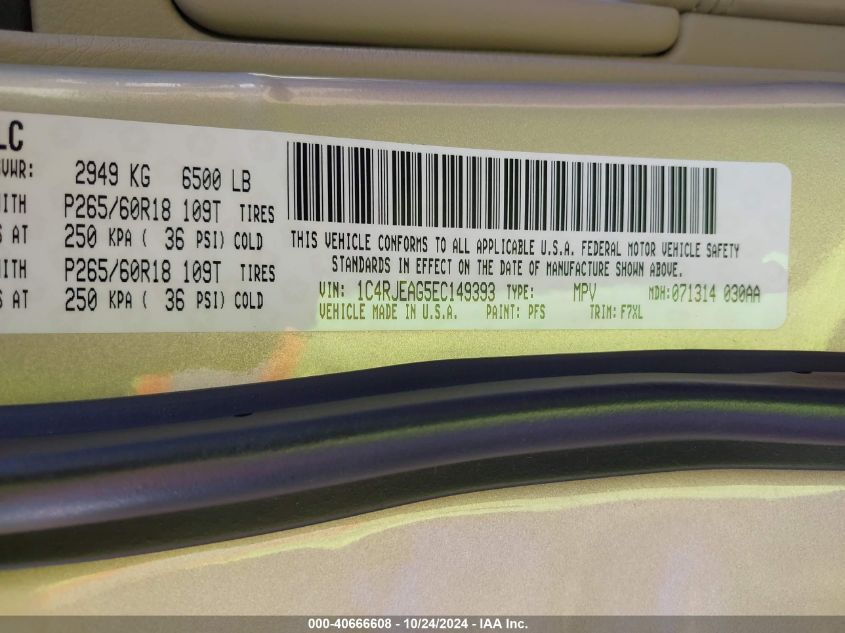 LC
VWR: 2949 KG 6500 LB
ITH P265/60R18 109T TIRES
S AT 250 KPA ( 36 PSI) COLD
ITH P265/60R18 109T TIRES
S AT 250 KPA ( 36 PSI) COLD
THIS VEHICLE CONFORMS TO ALL APPLICABLE U.S.A. FEDERAL MOTOR VEHICLE SAFETY
STANDARDS IN EFFECT ON THE DATE OF MANUFACTURE SHOWN ABOVE.
VIN: 1C4RJEAG5EC149393 TYPE: MPV MDH:071314 030AA
VEHICLE MADE IN U.S.A. PAINT: PFS TRIM: F7XL
000-40666608 - 10/24/2024 - IAA Inc.